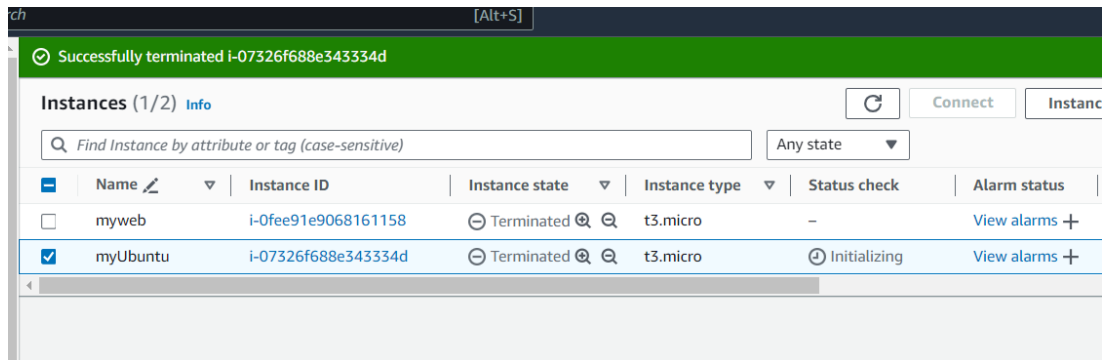 rch [Alt+S]
Successfully terminated i-07326f688e343334d
Instances (1/2) Info Connect Instanc
Find Instance by attribute or tag (case-sensitive) Any state
Name Instance ID Instance state Instance type Status check Alarm status
myweb i-0fee91e9068161158 Terminated t3.micro – View alarms +
myUbuntu i-07326f688e343334d Terminated t3.micro Initializing View alarms +